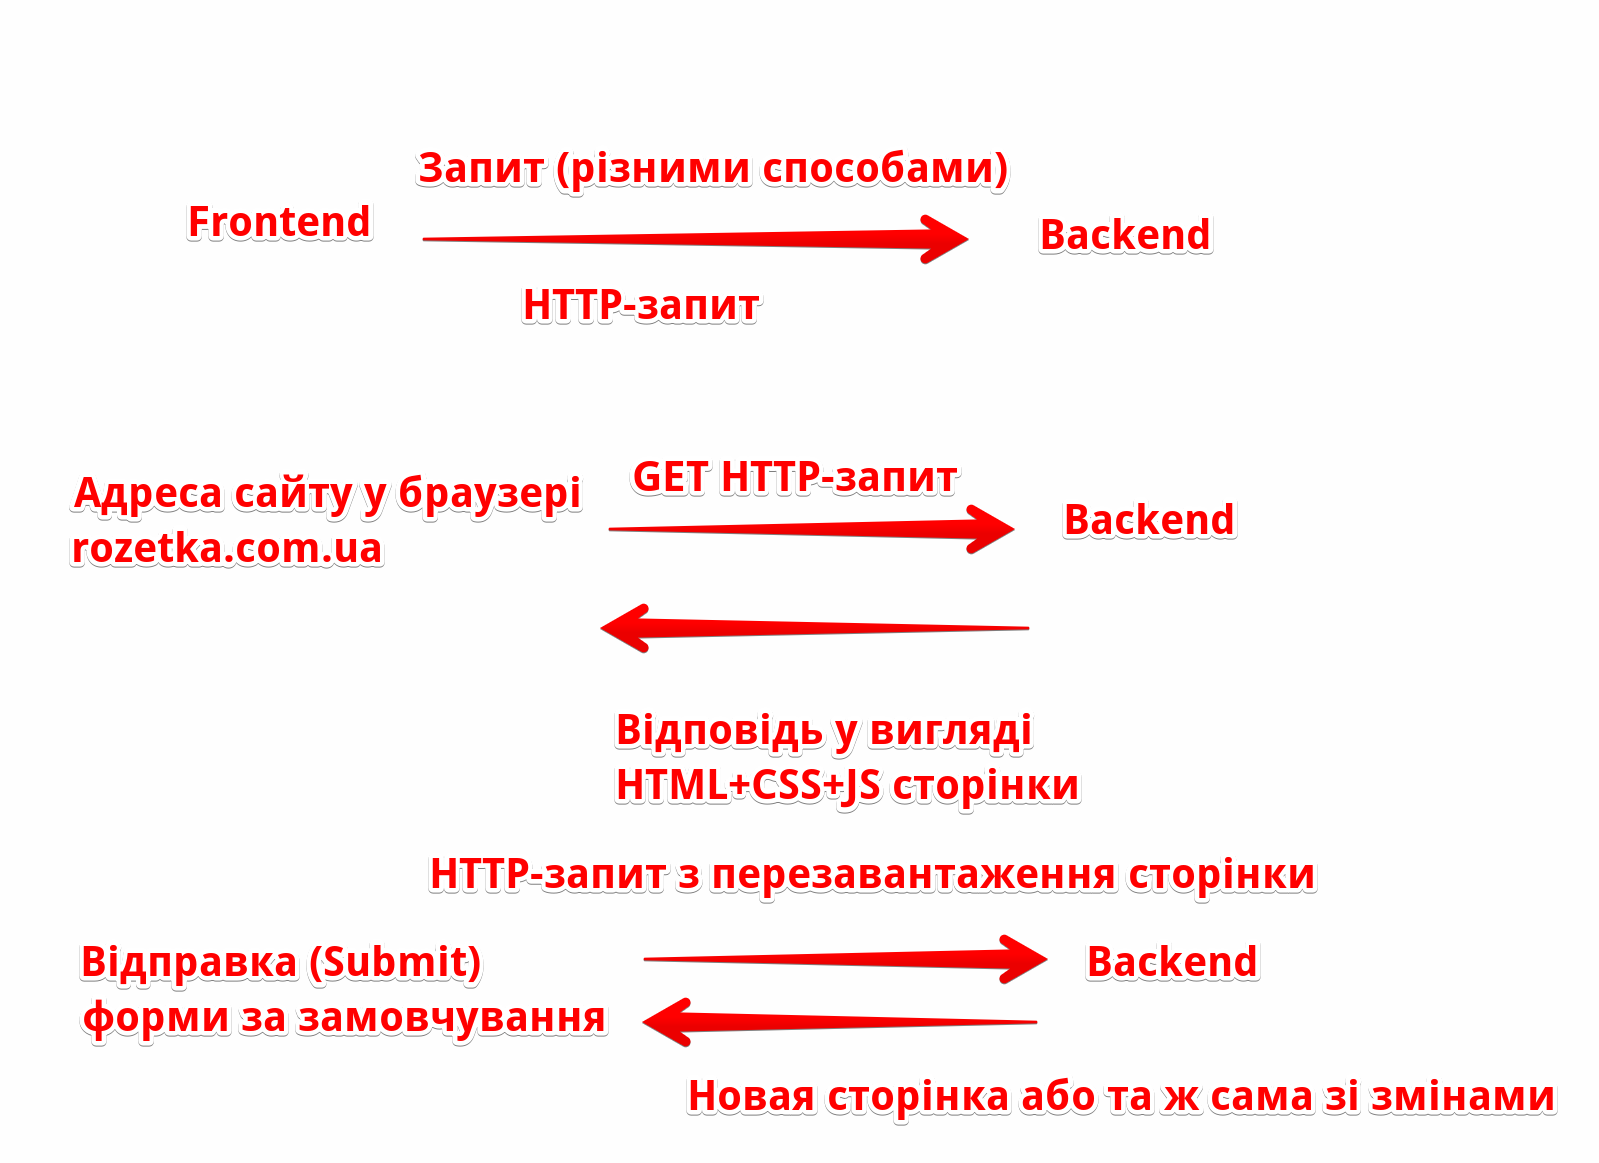 Запит (різними способами)
Frontend
Backend
HTTP-запит
GET HTTP-запит
Адреса сайту у браузері
rozetka.com.ua
Backend
Відповідь у вигляді
HTML+CSS+JS сторінки
HTTP-запит з перезавантаження сторінки
Відправка (Submit)
форми за замовчування
Backend
Новая сторінка або та ж сама зі змінами